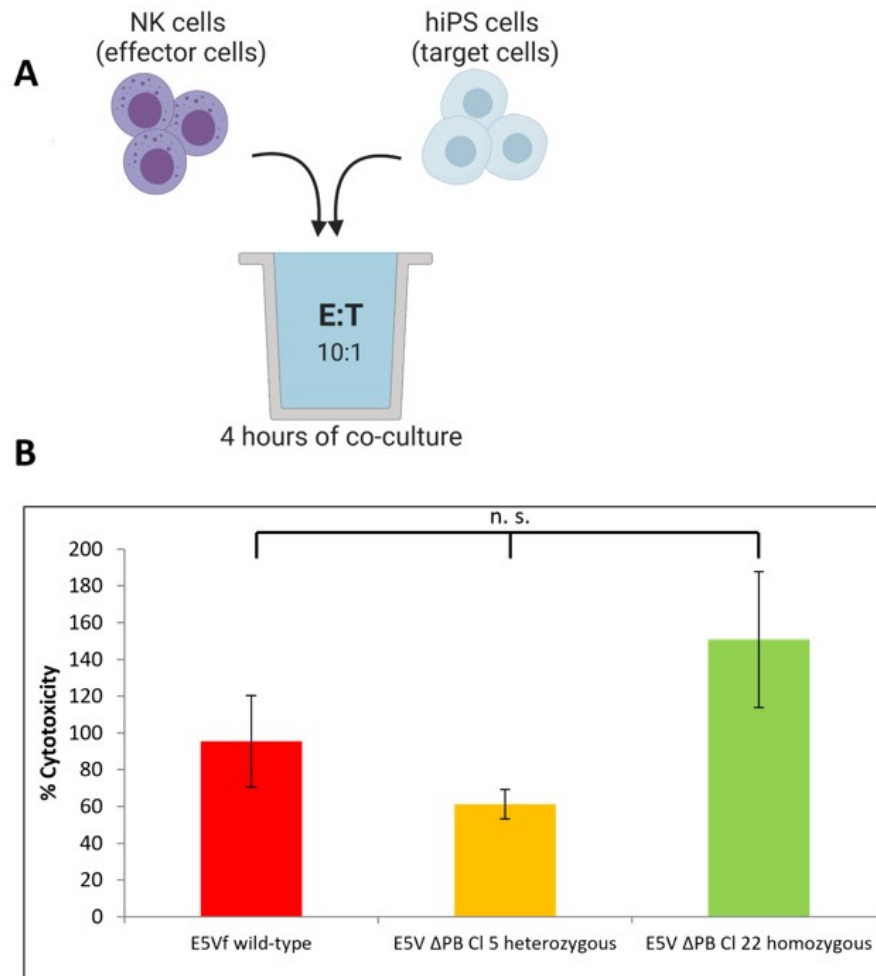 NK cells
(effector cells)
hiPS cells
(target cells)
A
E:T
10:1
4 hours of co-culture
B
n. s.
200
180
160
140
120
100
80
60
40
20
0
% Cytotoxicity
E5Vf wild-type
E5V ΔPB Cl 5 heterozygous
E5V ΔPB Cl 22 homozygous